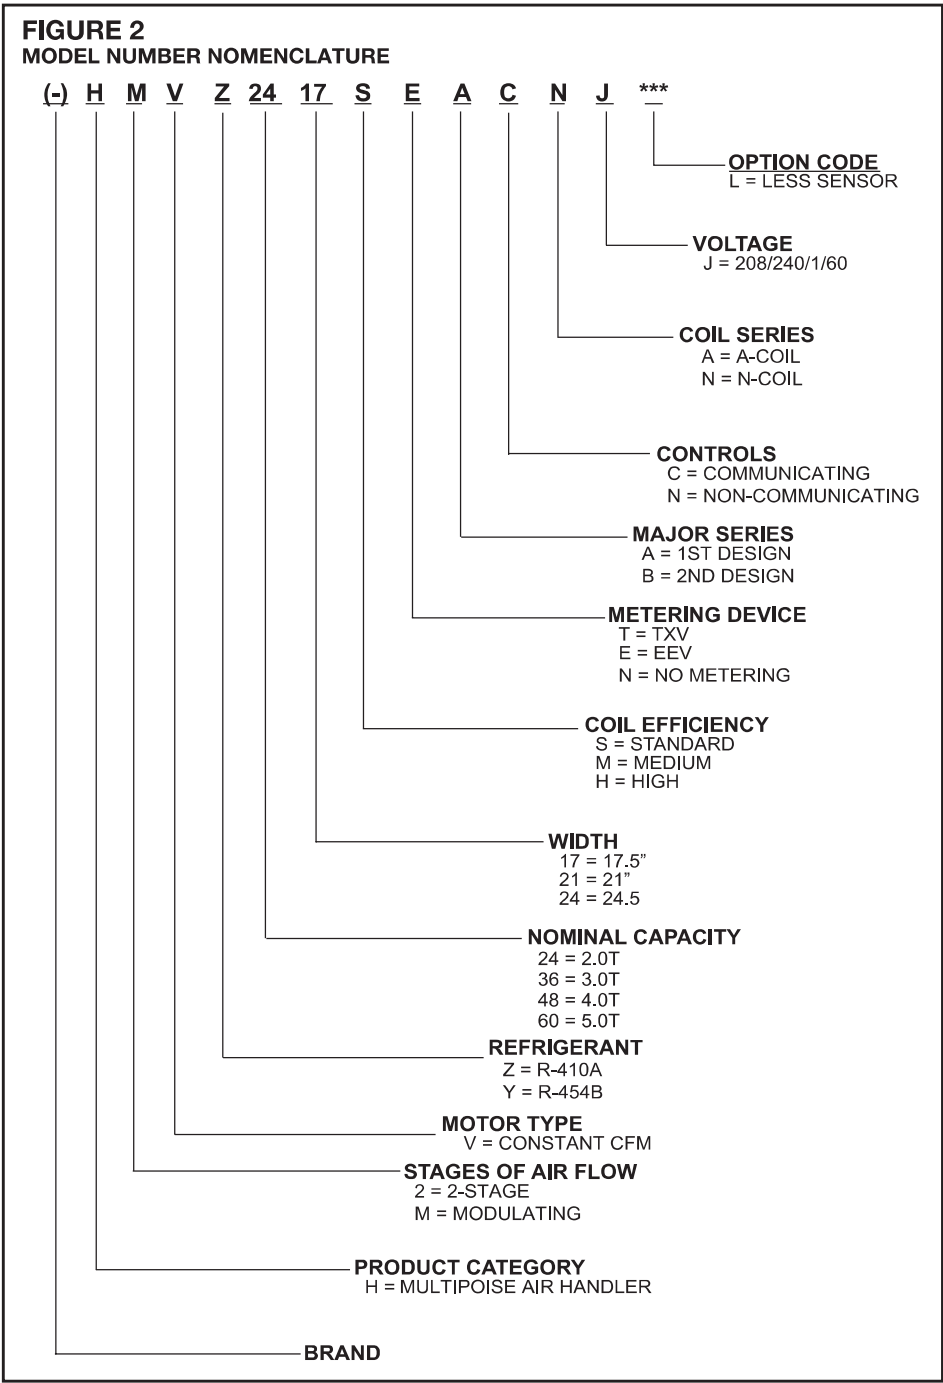 FIGURE 2
MODEL NUMBER NOMENCLATURE
(-) H M V Z 24 17 S E A C N J ***
OPTION CODE
L = LESS SENSOR
VOLTAGE
J = 208/240/1/60
COIL SERIES
A = A-COIL
N = N-COIL
CONTROLS
C = COMMUNICATING
N = NON-COMMUNICATING
MAJOR SERIES
A = 1ST DESIGN
B = 2ND DESIGN
METERING DEVICE
T = TXV
E = EEV
N = NO METERING
COIL EFFICIENCY
S = STANDARD
M = MEDIUM
H = HIGH
WIDTH
17 = 17.5”
21 = 21”
24 = 24.5
NOMINAL CAPACITY
24 = 2.0T
36 = 3.0T
48 = 4.0T
60 = 5.0T
REFRIGERANT
Z = R-410A
Y = R-454B
MOTOR TYPE
V = CONSTANT CFM
STAGES OF AIR FLOW
2 = 2-STAGE
M = MODULATING
PRODUCT CATEGORY
H = MULTIPOISE AIR HANDLER
BRAND